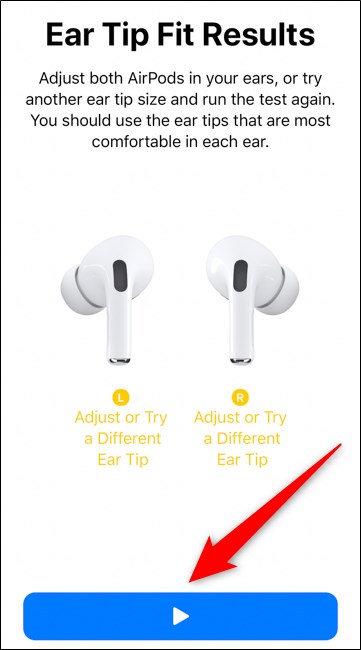 Ear Tip Fit Results
Adjust both AirPods in your ears, or try
another ear tip size and run the test again.
You should use the ear tips that are most
comfortable in each ear.
L
Adjust or Try
a Different
Ear Tip
R
Adjust or Try
a Different
Ear Tip